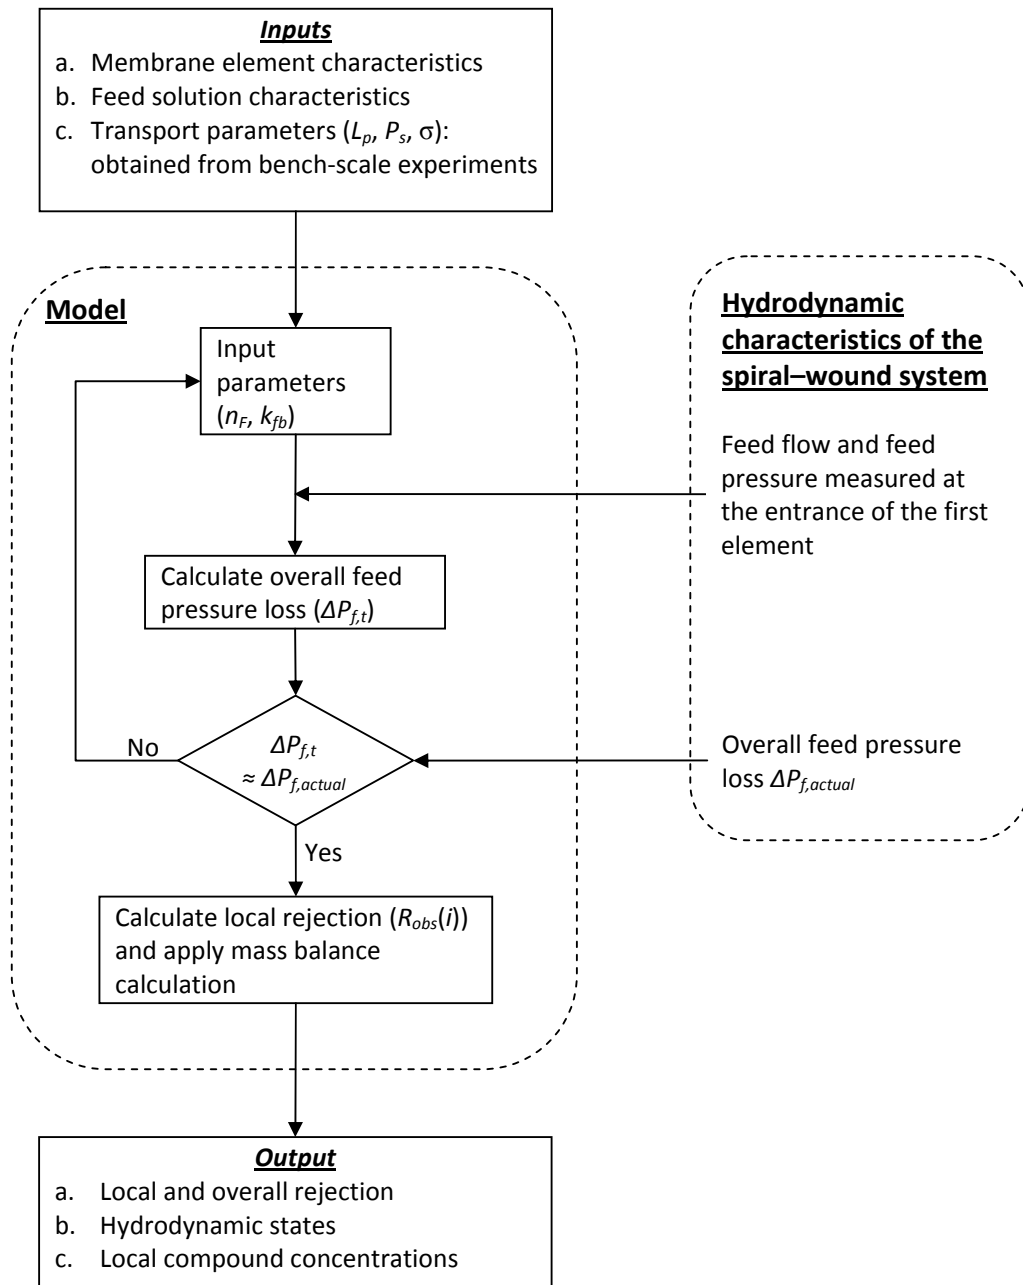 Inputs
a. Membrane element characteristics
b. Feed solution characteristics
c. Transport parameters (Lp, Ps, σ):
obtained from bench-scale experiments
Model
Input
parameters
(nF, kfb)
Hydrodynamic
characteristics of the
spiral–wound system
Feed flow and feed
pressure measured at
the entrance of the first
element
Calculate overall feed
pressure loss (ΔPf,t)
No
ΔPf,t
≈ ΔPf,actual
Overall feed pressure
loss ΔPf,actual
Yes
Calculate local rejection (Robs(i))
and apply mass balance
calculation
Output
a. Local and overall rejection
b. Hydrodynamic states
c. Local compound concentrations